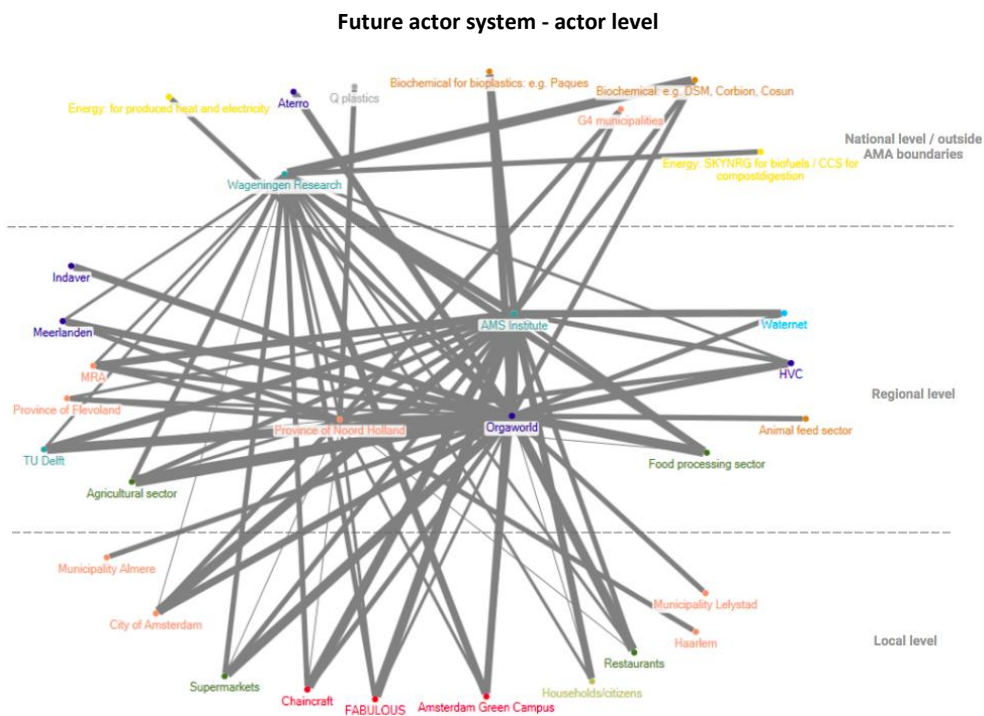 Future actor system - actor level
Biochemical for bioplastics: e.g. Paques
Biochemical: e.g. DSM, Corbion, Cosun
Energy: for produced heat and electricity
Aterro
Q plastics
G4 municipalities
National level / outside
AMA boundaries
Energy: SKYNRG for biofuels / CCS for
compostdigestion
Wageningen Research
Indaver
Meerlanden
AMS Institute
Waternet
HVC
MRA
Regional level
Province of Flevoland
Province of Noord Holland
Orgaworld
Animal feed sector
TU Delft
Food processing sector
Agricultural sector
Municipality Almere
Municipality Lelystad
City of Amsterdam
Haarlem
Local level
Restaurants
Supermarkets
Households/citizens
Chaincraft
FABULOUS
Amsterdam Green Campus